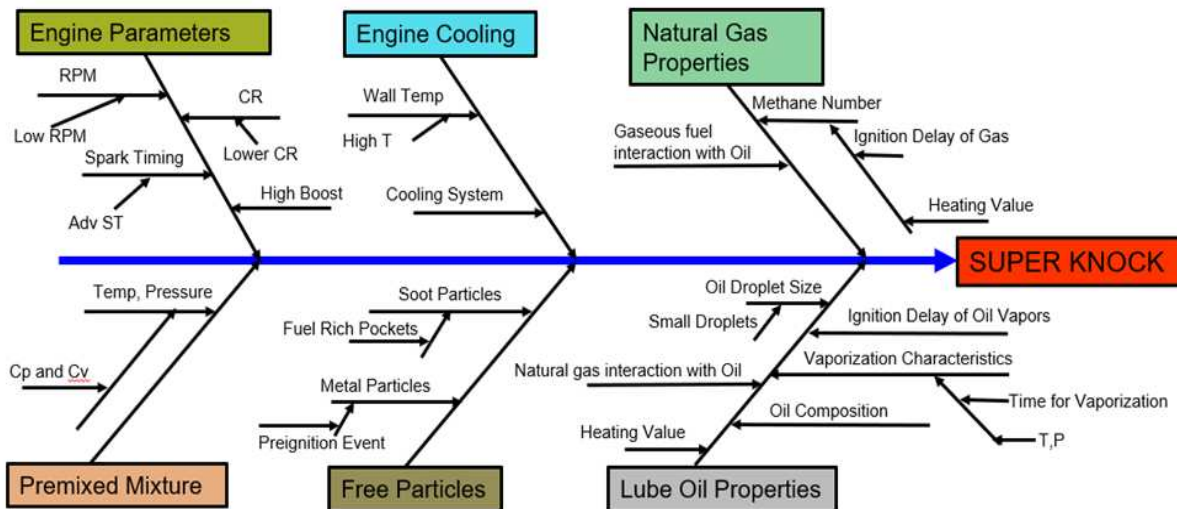 Engine Parameters
Engine Cooling
Natural Gas
Properties
RPM
CR
Low RPM
Lower CR
Spark Timing
High Boost
Adv ST
Wall Temp
High T
Cooling System
Methane Number
Gaseous fuel
interaction with Oil
Ignition Delay of Gas
Heating Value
SUPER KNOCK
Temp, Pressure
Cp and Cv
Soot Particles
Fuel Rich Pockets
Metal Particles
Preignition Event
Oil Droplet Size
Small Droplets
Ignition Delay of Oil Vapors
Vaporization Characteristics
Natural gas interaction with Oil
Time for Vaporization
Oil Composition
Heating Value
T,P
Premixed Mixture
Free Particles
Lube Oil Properties